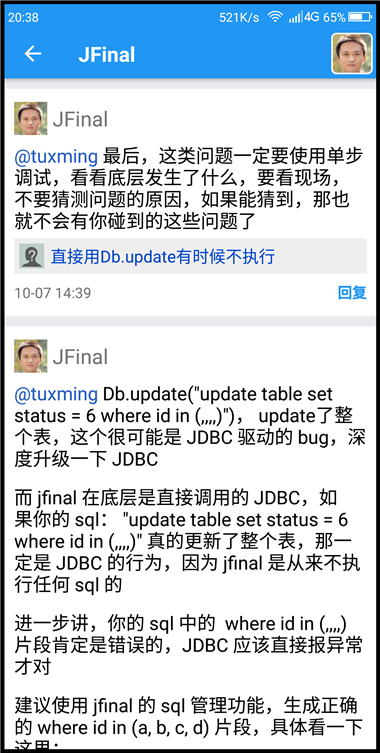 20:38 521K/s 4G 65%
JFinal
JFinal
@tuxming 最后，这类问题一定要使用单步
调试，看看底层发生了什么，要看现场，
不要猜测问题的原因，如果能猜到，那也
就不会有你碰到的这些问题了
直接用Db.update有时候不执行
10-07 14:39 回复
JFinal
@tuxming Db.update("update table set
status = 6 where id in (,,,,)")， update了整
个表，这个很可能是 JDBC 驱动的 bug，深
度升级一下 JDBC
而 jfinal 在底层是直接调用的 JDBC，如
果你的 sql： "update table set status = 6
where id in (,,,,)" 真的更新了整个表，那一
定是 JDBC 的行为，因为 jfinal 是从来不执
行任何 sql 的
进一步讲，你的 sql 中的  where id in (,,,,)
片段肯定是错误的，JDBC 应该直接报异常
才对
建议使用 jfinal 的 sql 管理功能，生成正确
的 where id in (a, b, c, d) 片段，具体看一下
这里：